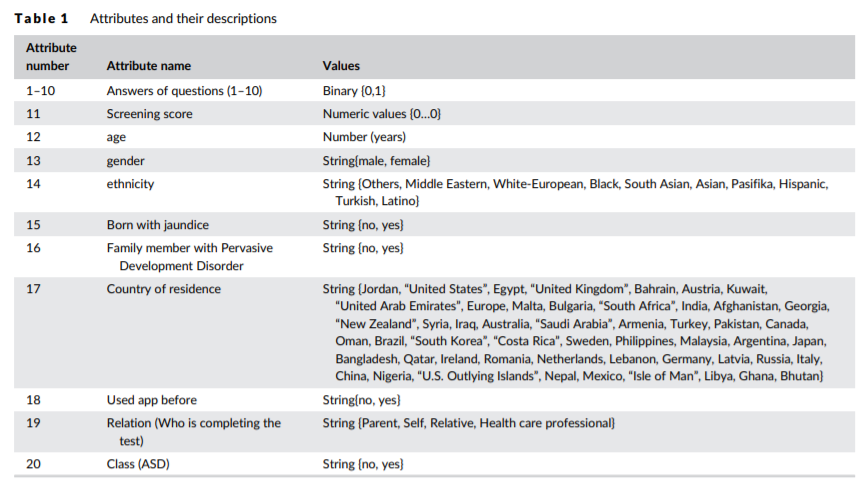 Table 1 Attributes and their descriptions
Attribute number Attribute name Values
1–10 Answers of questions (1–10) Binary {0,1}
11 Screening score Numeric values {0...0}
12 age Number (years)
13 gender String{male, female}
14 ethnicity String {Others, Middle Eastern, White-European, Black, South Asian, Asian, Pasifika, Hispanic,
Turkish, Latino}
15 Born with jaundice String {no, yes}
16 Family member with Pervasive String {no, yes}
Development Disorder
17 Country of residence String {Jordan, “United States”, Egypt, “United Kingdom”, Bahrain, Austria, Kuwait,
“United Arab Emirates”, Europe, Malta, Bulgaria, “South Africa”, India, Afghanistan, Georgia,
“New Zealand”, Syria, Iraq, Australia, “Saudi Arabia”, Armenia, Turkey, Pakistan, Canada,
Oman, Brazil, “South Korea”, “Costa Rica”, Sweden, Philippines, Malaysia, Argentina, Japan,
Bangladesh, Qatar, Ireland, Romania, Netherlands, Lebanon, Germany, Latvia, Russia, Italy,
China, Nigeria, “U.S. Outlying Islands”, Nepal, Mexico, “Isle of Man”, Libya, Ghana, Bhutan}
18 Used app before String{no, yes}
19 Relation (Who is completing the String {Parent, Self, Relative, Health care professional}
test)
20 Class (ASD) String {no, yes}